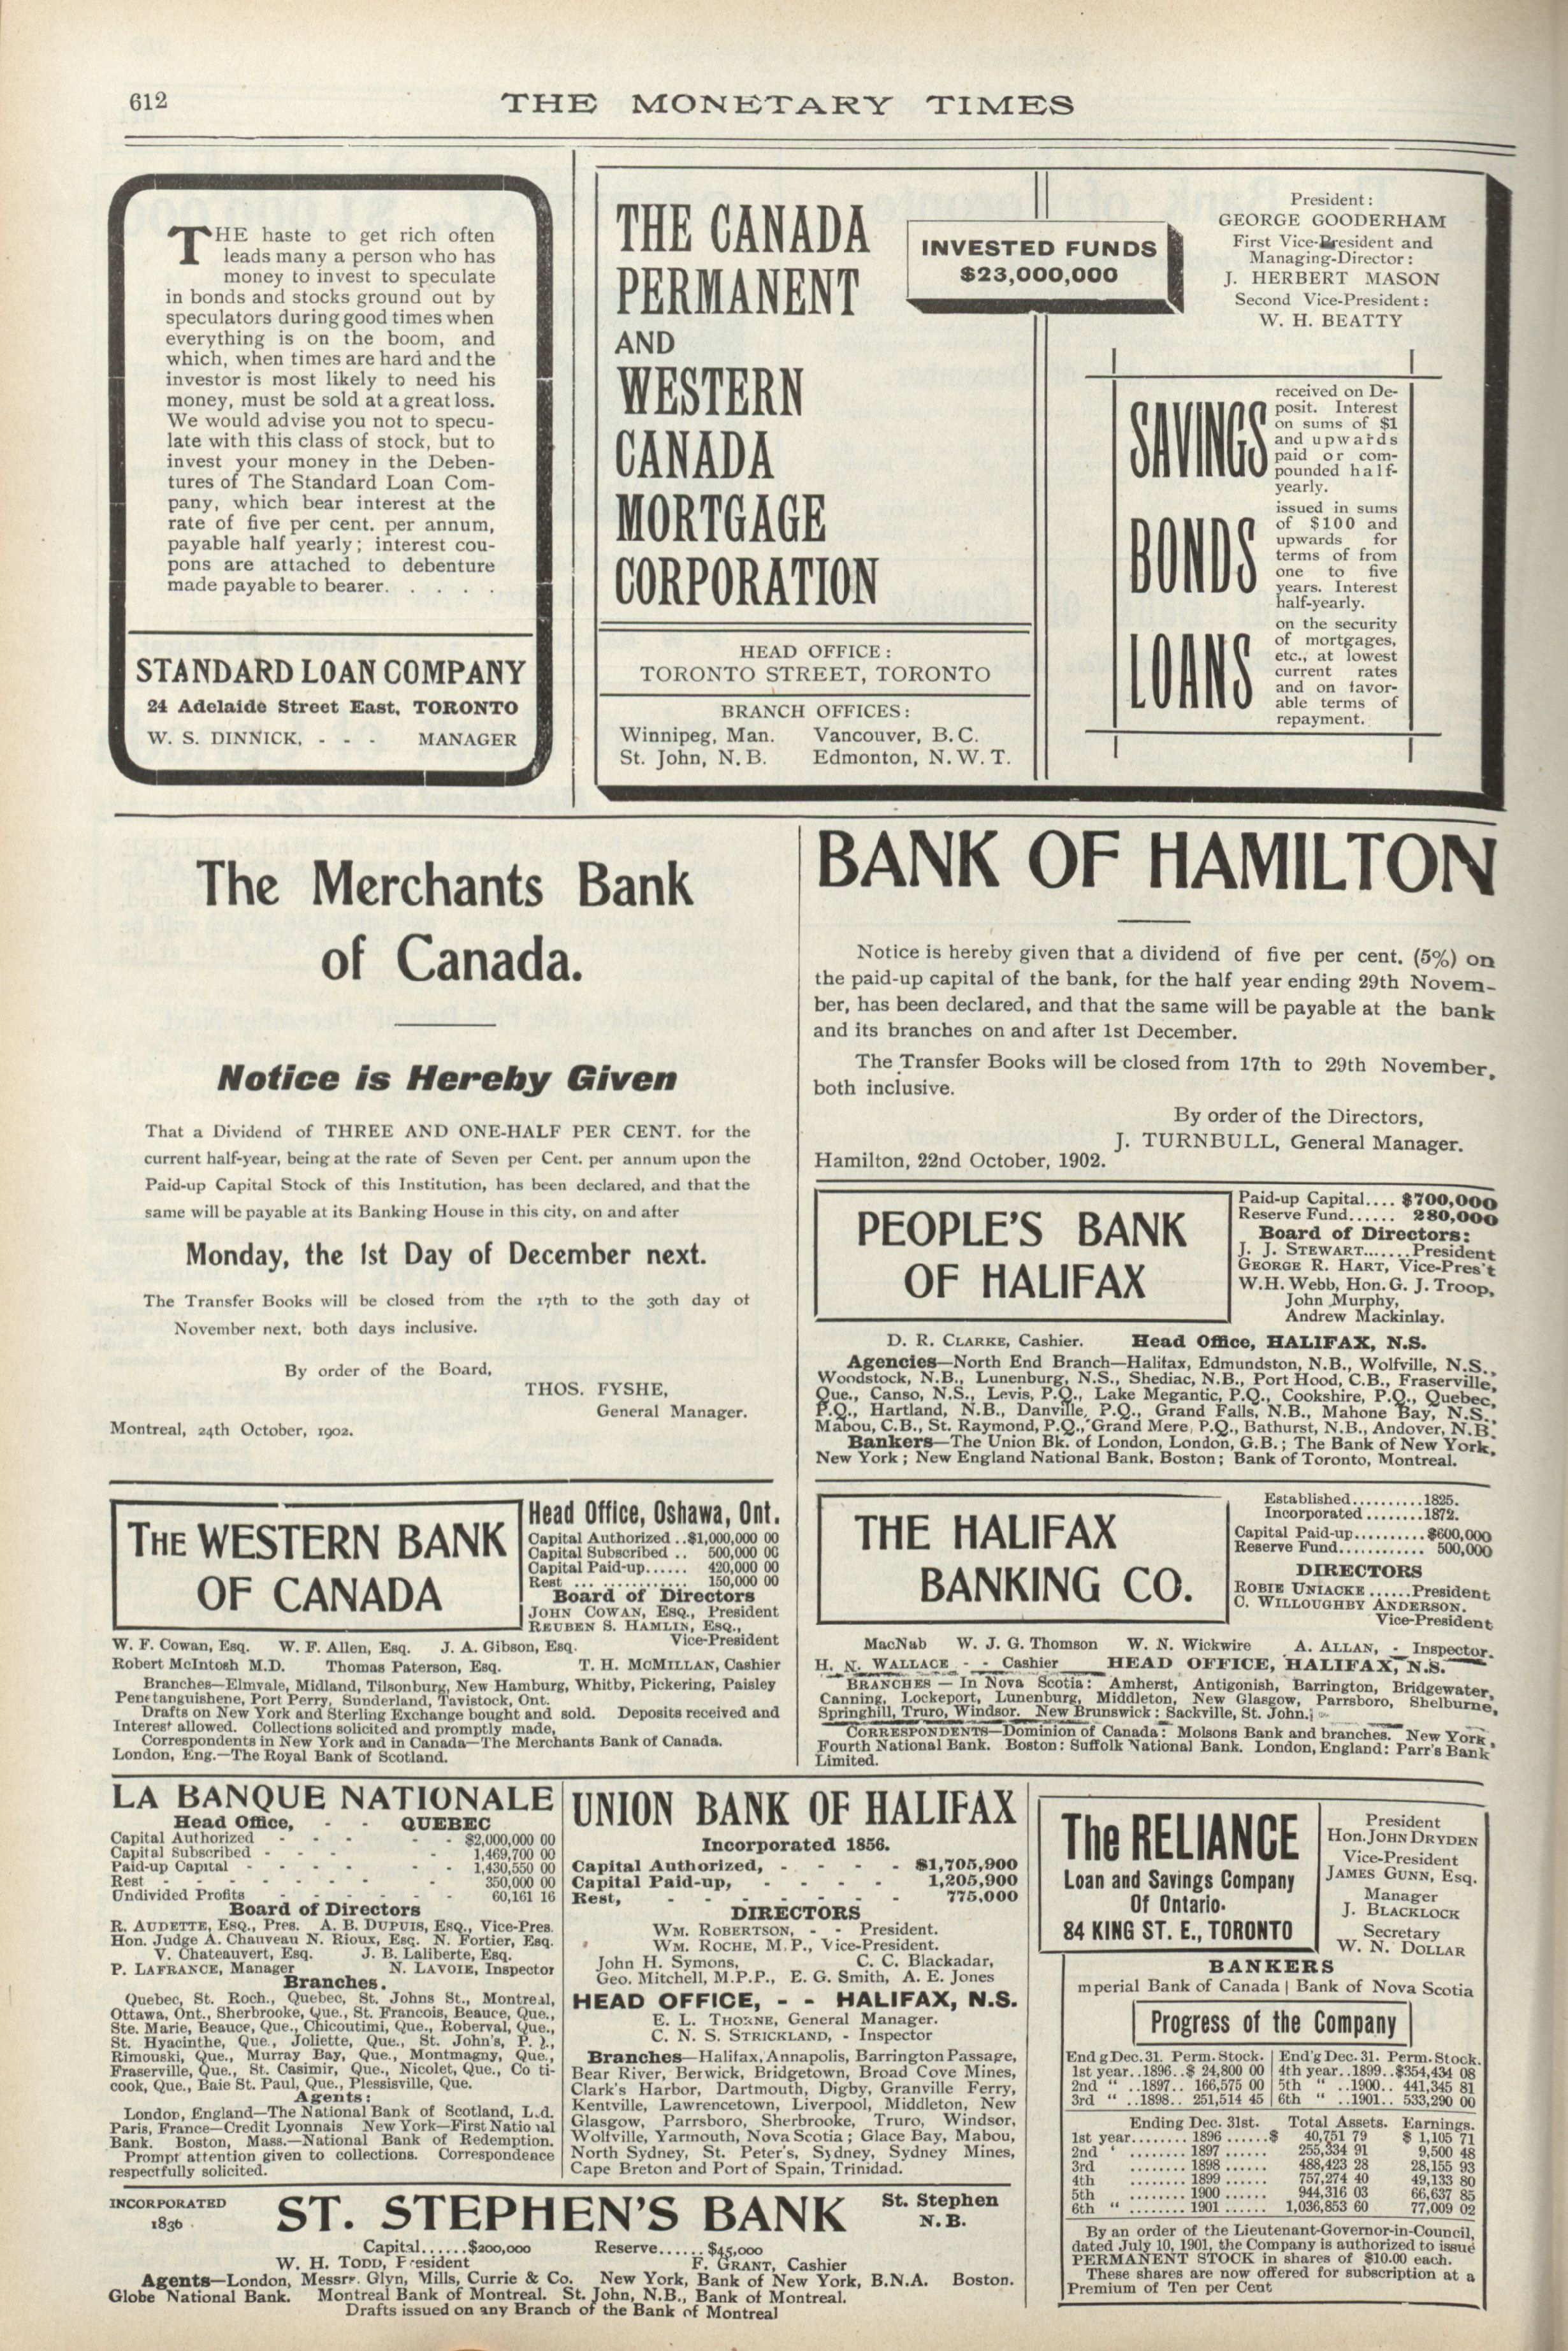 612
THE MONETARY TIMES
THE haste to get rich often
leads many a person who has
money to invest to speculate
in bonds and stocks ground out by
speculators during good times when
everything is on the boom, and
which, when times are hard and the
investor is most likely to need his
money, must be sold at a great loss.
We would advise you not to specu-
late with this class of stock, but to
invest your money in the Deben-
tures of The Standard Loan Com-
pany, which bear interest at the
rate of five per cent. per annum,
payable half yearly; interest cou-
pons are attached to debenture
made payable to bearer. . . . . .
STANDARD LOAN COMPANY
24 Adelaide Street East, TORONTO
W. S. DINNICK, - - - MANAGER
THE CANADA
PERMANENT
AND
WESTERN
CANADA
MORTGAGE
CORPORATION
HEAD OFFICE:
TORONTO STREET, TORONTO
BRANCH OFFICES:
Winnipeg, Man. Vancouver, B.C.
St. John, N.B. Edmonton, N.W.T.
INVESTED FUNDS
$23,000,000
President:
GEORGE GOODERHAM
First Vice-President and
Managing-Director:
J. HERBERT MASON
Second Vice-President:
W. H. BEATTY
SAVINGS
received on De-
posit. Interest
on sums of $1
and upwards
paid or com-
pounded half-
yearly.
BONDS
issued in sums
of $100 and
upwards for
terms of from
one to five
years. Interest
half-yearly.
LOANS
on the security
of mortgages,
etc., at lowest
current rates
and on favor-
able terms of
repayment.
The Merchants Bank
of Canada.
Notice is Hereby Given
That a Dividend of THREE AND ONE-HALF PER CENT. for the
current half-year, being at the rate of Seven per Cent. per annum upon the
Paid-up Capital Stock of this Institution, has been declared, and that the
same will be payable at its Banking House in this city, on and after
Monday, the 1st Day of December next.
The Transfer Books will be closed from the 17th to the 30th day of
November next, both days inclusive.
By order of the Board,
THOS. FYSHE,
General Manager.
Montreal, 24th October, 1902.
BANK OF HAMILTON
Notice is hereby given that a dividend of five per cent. (5%) on
the paid-up capital of the bank, for the half year ending 29th Novem-
ber, has been declared, and that the same will be payable at the bank
and its branches on and after 1st December.
The Transfer Books will be closed from 17th to 29th November,
both inclusive.
By order of the Directors,
J. TURNBULL, General Manager.
Hamilton, 22nd October, 1902.
PEOPLE'S BANK
OF HALIFAX
Paid-up Capital.... $700,000
Reserve Fund...... 280,000
Board of Directors:
J. J. STEWART.......President
GEORGE R. HART, Vice-Pres't
W.H. Webb, Hon. G. J. Troop,
John Murphy,
Andrew Mackinlay.
D. R. CLARKE, Cashier. Head Office, HALIFAX, N.S.
Agencies—North End Branch—Halifax, Edmundston, N.B., Wolfville, N.S.,
Woodstock, N.B., Lunenburg, N.S., Shediac, N.B., Port Hood, C.B., Fraserville,
Que., Canso, N.S., Levis, P.Q., Lake Megantic, P.Q., Cookshire, P.Q., Quebec,
P.Q., Hartland, N.B., Danville, P.Q., Grand Falls, N.B., Mahone Bay, N.S.,
Mabou, C.B., St. Raymond, P.Q., Grand Mere, P.Q., Bathurst, N.B., Andover, N.B.
Bankers—The Union Bk. of London, London, G.B.; The Bank of New York,
New York; New England National Bank, Boston; Bank of Toronto, Montreal.
THE WESTERN BANK
OF CANADA
Head Office, Oshawa, Ont.
Capital Authorized ..$1,000,000 00
Capital Subscribed .. 500,000 00
Capital Paid-up...... 420,000 00
Rest ... ............ 150,000 00
Board of Directors
JOHN COWAN, ESQ., President
REUBEN S. HAMLIN, ESQ.,
Vice-President
W. F. Cowan, Esq. W. F. Allen, Esq. J. A. Gibson, Esq.
Robert McIntosh M.D. Thomas Paterson, Esq. T. H. MCMILLAN, Cashier
Branches—Elmvale, Midland, Tilsonburg, New Hamburg, Whitby, Pickering, Paisley
Penetanguishene, Port Perry, Sunderland, Tavistock, Ont.
Drafts on New York and Sterling Exchange bought and sold. Deposits received and
Interest allowed. Collections solicited and promptly made,
Correspondents in New York and in Canada—The Merchants Bank of Canada.
London, Eng.—The Royal Bank of Scotland.
THE HALIFAX
BANKING CO.
Established..........1825.
Incorporated ........1872.
Capital Paid-up..........$600,000
Reserve Fund............ 500,000
DIRECTORS
ROBIE UNIACKE ......President
C. WILLOUGHBY ANDERSON.
Vice-President
MacNab W. J. G. Thomson W. N. Wickwire A. ALLAN, - Inspector.
H. N. WALLACE - - Cashier HEAD OFFICE, HALIFAX, N.S.
BRANCHES — In Nova Scotia: Amherst, Antigonish, Barrington, Bridgewater,
Canning, Lockeport, Lunenburg, Middleton, New Glasgow, Parrsboro, Shelburne,
Springhill, Truro, Windsor. New Brunswick: Sackville, St. John.
CORRESPONDENTS—Dominion of Canada: Molsons Bank and branches. New York,
Fourth National Bank. Boston: Suffolk National Bank. London, England: Parr's Bank
Limited.
LA BANQUE NATIONALE
Head Office, - - QUEBEC
Capital Authorized - - - - - $2,000,000 00
Capital Subscribed - - - - 1,469,700 00
Paid-up Capital - - - - - 1,430,550 00
Rest - - - - - - - 350,000 00
Undivided Profits - - - - - 60,161 16
Board of Directors
R. AUDETTE, ESQ., Pres. A. B. DUPUIS, ESQ., Vice-Pres.
Hon. Judge A. Chauveau N. Rioux, Esq. N. Fortier, Esq.
V. Chateauvert, Esq. J. B. Laliberte, Esq.
P. LAFRANCE, Manager N. LAVOIE, Inspector
Branches.
Quebec, St. Roch., Quebec, St. Johns St., Montreal,
Ottawa, Ont., Sherbrooke, Que., St. Francois, Beauce, Que.,
Ste. Marie, Beauce, Que., Chicoutimi, Que., Roberval, Que.,
St. Hyacinthe, Que., Joliette, Que., St. John's, P.
Rimouski, Que., Murray Bay, Que., Montmagny, Que.,
Fraserville, Que., St. Casimir, Que., Nicolet, Que., Co ti-
cook, Que., Baie St. Paul, Que., Plessisville, Que.
Agents:
London, England—The National Bank of Scotland, L.d.
Paris, France—Credit Lyonnais New York—First Natio al
Bank. Boston, Mass.—National Bank of Redemption.
Prompt attention given to collections. Correspondence
respectfully solicited.
UNION BANK OF HALIFAX
Incorporated 1856.
Capital Authorized, - - - - $1,705,900
Capital Paid-up, - - - - 1,205,900
Rest, - - - - - - - 775,000
DIRECTORS
WM. ROBERTSON, - - President.
WM. ROCHE, M.P., Vice-President.
John H. Symons, C. C. Blackadar,
Geo. Mitchell, M.P.P., E. G. Smith, A. E. Jones
HEAD OFFICE, - - HALIFAX, N.S.
E. L. THORNE, General Manager.
C. N. S. STRICKLAND, - Inspector
Branches—Halifax, Annapolis, Barrington Passage,
Bear River, Berwick, Bridgetown, Broad Cove Mines,
Clark's Harbor, Dartmouth, Digby, Granville Ferry,
Kentville, Lawrencetown, Liverpool, Middleton, New
Glasgow, Parrsboro, Sherbrooke, Truro, Windsor,
Wolfville, Yarmouth, Nova Scotia; Glace Bay, Mabou,
North Sydney, St. Peter's, Sydney, Sydney Mines,
Cape Breton and Port of Spain, Trinidad.
The RELIANCE
Loan and Savings Company
Of Ontario.
84 KING ST. E., TORONTO
President
Hon. JOHN DRYDEN
Vice-President
JAMES GUNN, Esq.
Manager
J. BLACKLOCK
Secretary
W. N. DOLLAR
BANKERS
mperial Bank of Canada | Bank of Nova Scotia
Progress of the Company
End g Dec. 31. Perm. Stock. | End'g Dec. 31. Perm. Stock.
1st year..1896..$ 24,800 00 | 4th year..1899..$354,434 08
2nd " ..1897.. 166,575 00 | 5th " ..1900.. 441,345 81
3rd " ..1898.. 251,514 45 | 6th " ..1901.. 533,290 00
Ending Dec. 31st. Total Assets. Earnings.
1st year........ 1896 ......$ 40,751 79 $ 1,105 71
2nd ' ........ 1897 ...... 255,334 91 9,500 48
3rd ........ 1898 ...... 488,423 28 28,155 93
4th ........ 1899 ...... 757,274 40 49,133 80
5th ........ 1900 ...... 944,316 03 66,637 85
6th " ........ 1901 ...... 1,036,853 60 77,009 02
By an order of the Lieutenant-Governor-in-Council,
dated July 10, 1901, the Company is authorized to issue
PERMANENT STOCK in shares of $10.00 each.
These shares are now offered for subscription at a
Premium of Ten per Cent
INCORPORATED
1836
ST. STEPHEN'S BANK
St. Stephen
N.B.
Capital......$200,000 Reserve......$45,000
W. H. TODD, President F. GRANT, Cashier
Agents—London, Messrs. Glyn, Mills, Currie & Co. New York, Bank of New York, B.N.A. Boston.
Globe National Bank. Montreal Bank of Montreal. St. John, N.B., Bank of Montreal.
Drafts issued on any Branch of the Bank of Montreal